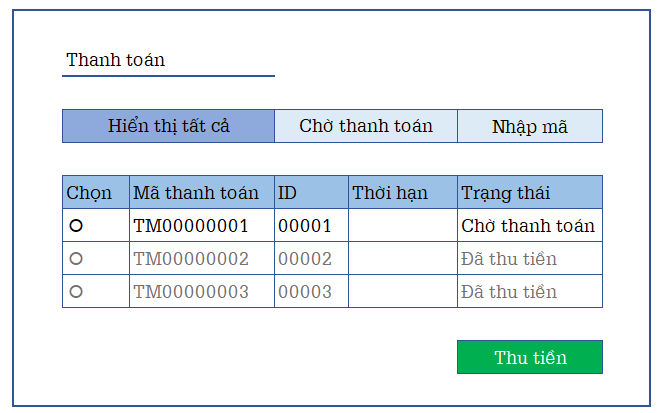 Thanh toán
Hiển thị tất cả Chờ thanh toán Nhập mã
Chọn Mã thanh toán ID Thời hạn Trạng thái
TM00000001 00001 Chờ thanh toán
TM00000002 00002 Đã thu tiền
TM00000003 00003 Đã thu tiền
Thu tiền